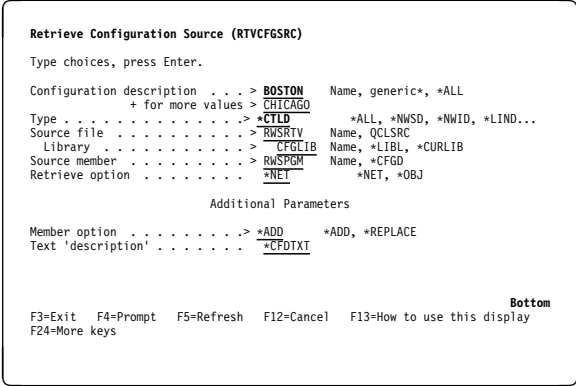 Retrieve Configuration Source (RTVCFGSRC)
Type choices, press Enter.
Configuration description . . . > BOSTON Name, generic*, *ALL
+ for more values > CHICAGO
Type . . . . . . . . . . . . . .> *CTLD *ALL, *NWSD, *NWID, *LIND...
Source file . . . . . . . . . . > RWSRTV Name, QCLSRC
Library . . . . . . . . . . . > CFGLIB Name, *LIBL, *CURLIB
Source member . . . . . . . . . > RWSPGM Name, *CFGD
Retrieve option . . . . . . . . *NET *NET, *OBJ
Additional Parameters
Member option . . . . . . . . .> *ADD *ADD, *REPLACE
Text 'description' . . . . . . . *CFDTXT
Bottom
F3=Exit F4=Prompt F5=Refresh F12=Cancel F13=How to use this display
F24=More keys